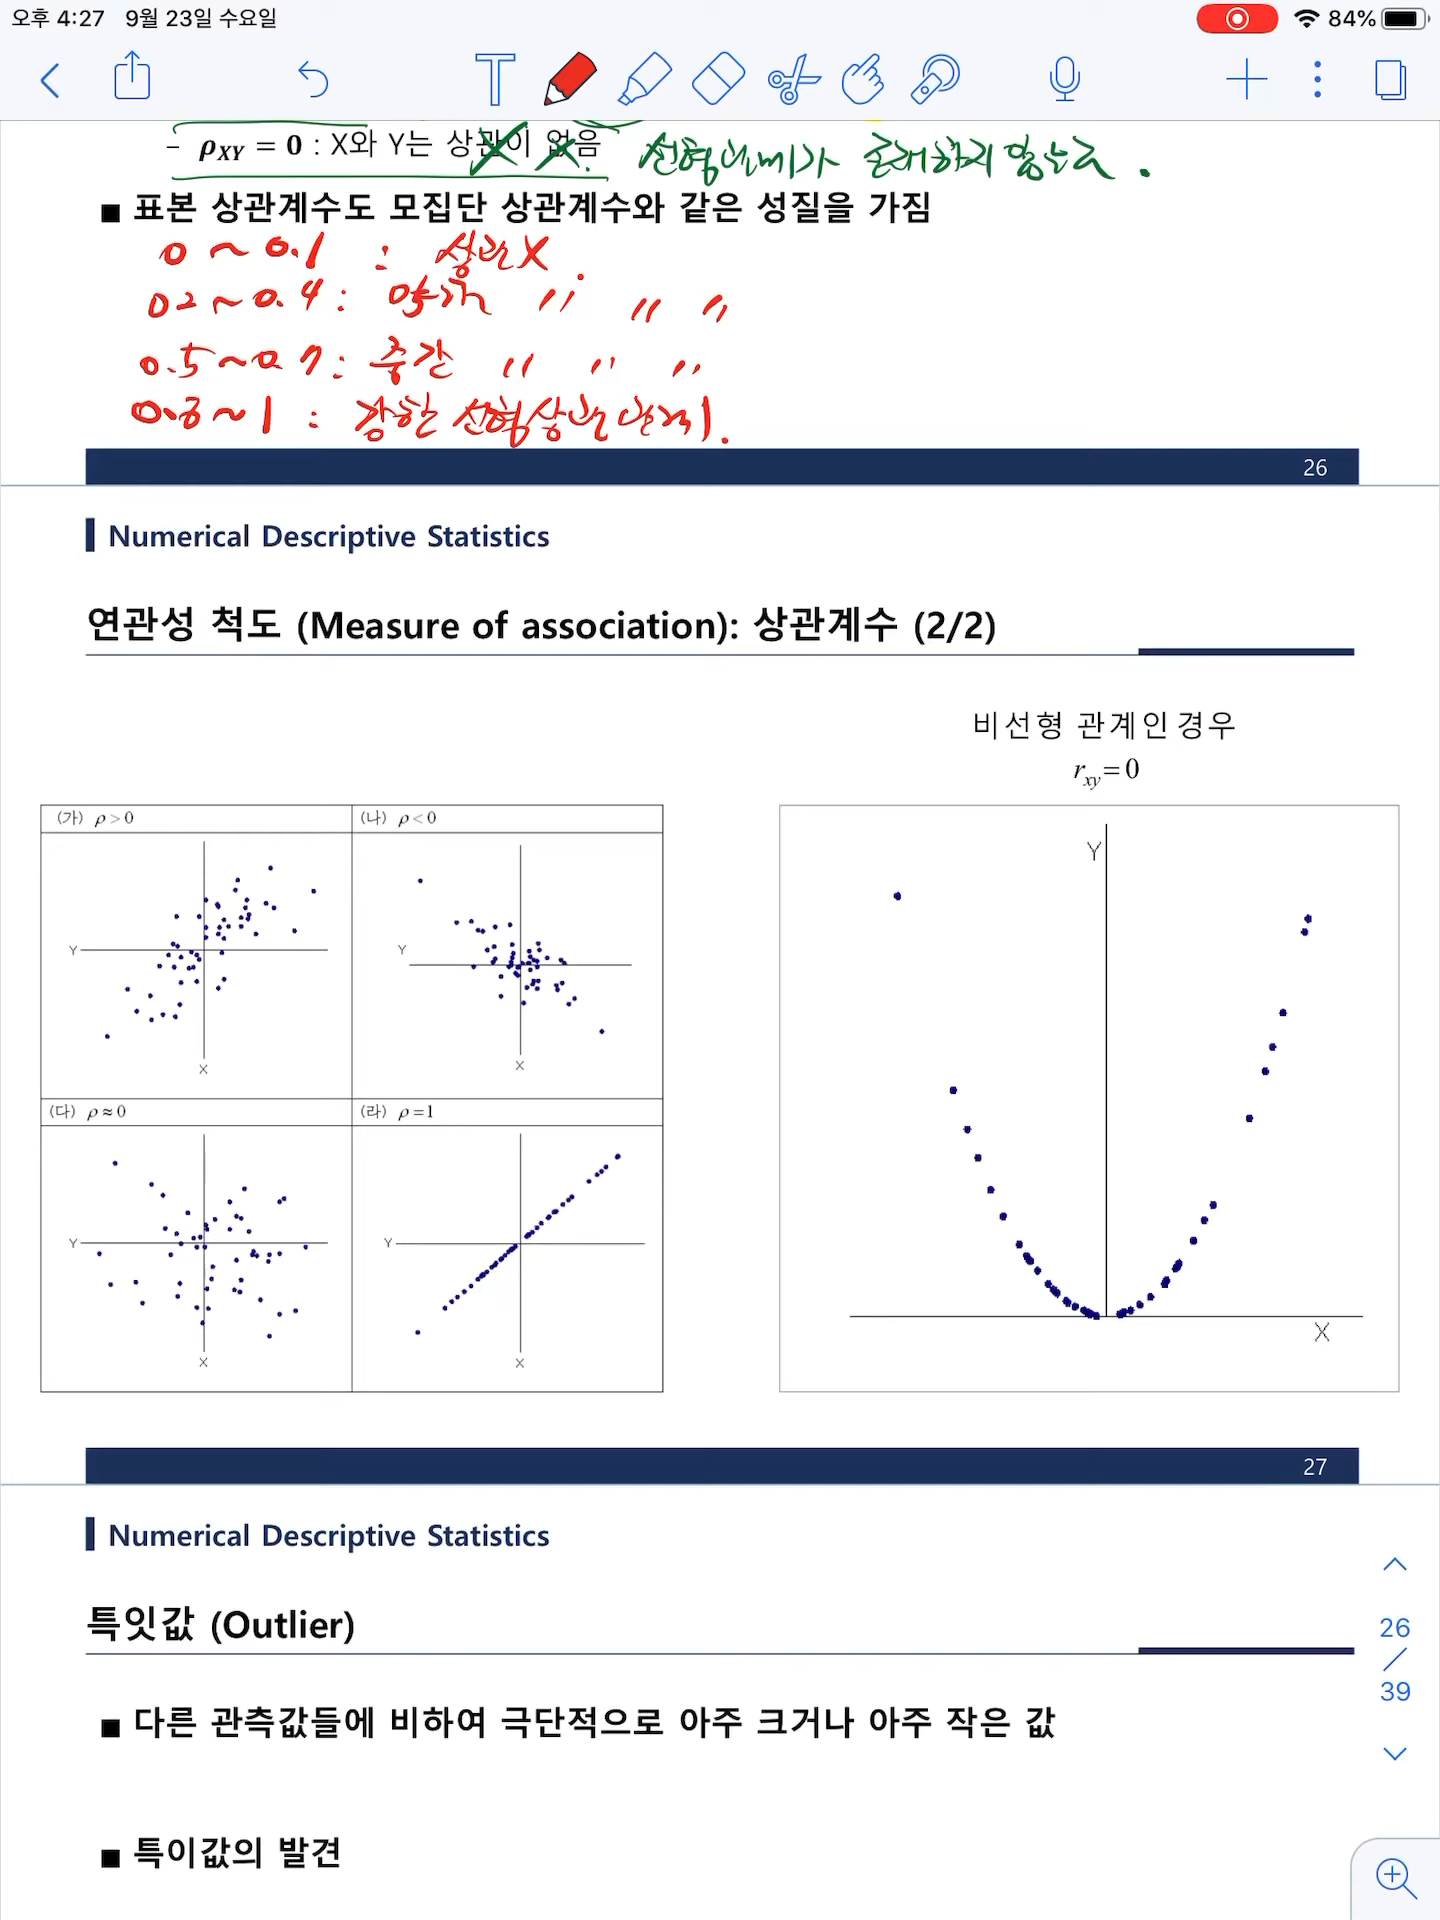 오후 4:27 9월 23일 수요일
84%
– ρXY = 0 : X와 Y는 상관이 없음 선형관계가 존재하지 않는다.
■ 표본 상관계수도 모집단 상관계수와 같은 성질을 가짐
0 ~ 0.1 : 상관X.
02 ~ 0.4 : 약한 〃 〃 〃
0.5 ~ 0.7 : 중간 〃 〃 〃
0.8 ~ 1 : 강한 선형상관관계.
26
Numerical Descriptive Statistics
연관성 척도 (Measure of association): 상관계수 (2/2)
비선형 관계인 경우
rxy = 0
(가) ρ > 0
(나) ρ < 0
Y
X
Y
X
(다) ρ ≈ 0
(라) ρ = 1
Y
X
Y
X
Y
X
27
Numerical Descriptive Statistics
특잇값 (Outlier)
26
/
39
■ 다른 관측값들에 비하여 극단적으로 아주 크거나 아주 작은 값
■ 특이값의 발견